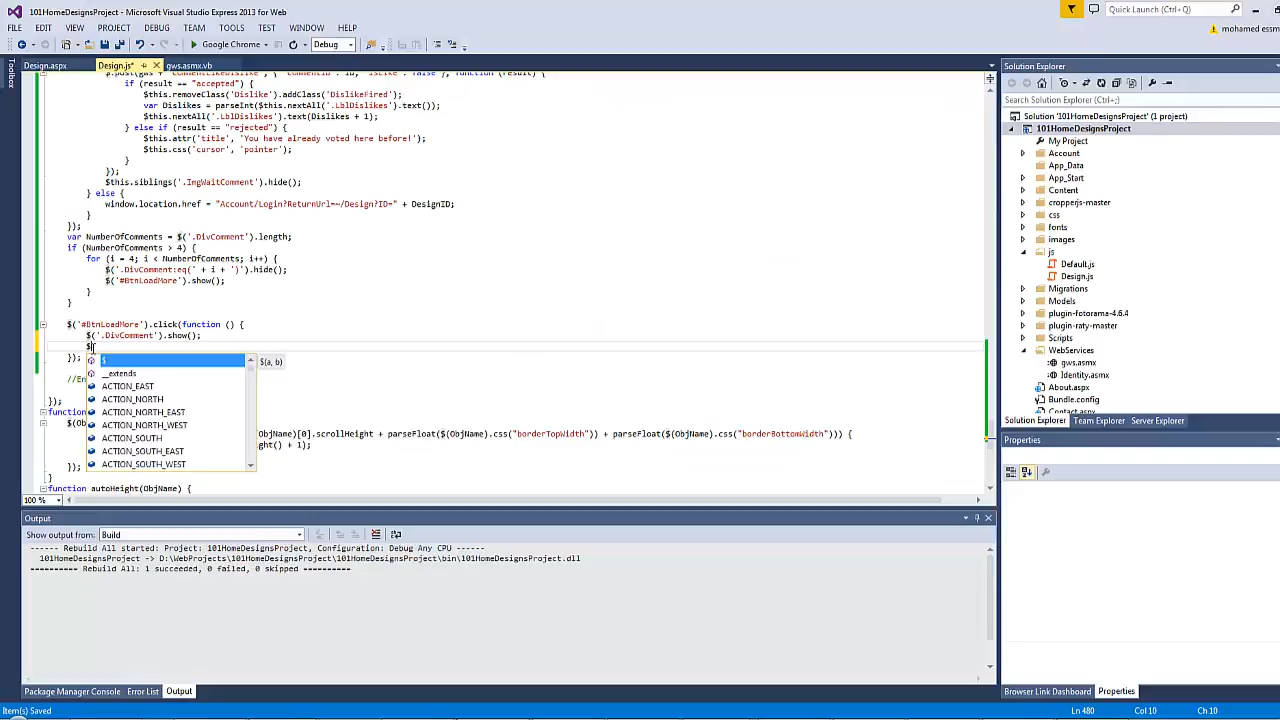 101HomeDesignsProject - Microsoft Visual Studio Express 2013 for Web
Quick Launch (Ctrl+;)
FILE EDIT VIEW PROJECT DEBUG TEAM TOOLS TEST WINDOW HELP
mohamed essm
Google Chrome Debug
Toolbox
Design.aspx Design.js* gws.asmx.vb
if (result == "accepted") {
$this.removeClass('Dislike').addClass('DislikeFired');
var Dislikes = parseInt($this.nextAll('.LblDislikes').text());
$this.nextAll('.LblDislikes').text(Dislikes + 1);
} else if (result == "rejected") {
$this.attr('title', 'You have already voted here before!');
$this.css('cursor', 'pointer');
}
});
$this.siblings('.ImgWaitComment').hide();
} else {
window.location.href = "Account/Login?ReturnUrl=~/Design?ID=" + DesignID;
}
});
var NumberOfComments = $('.DivComment').length;
if (NumberOfComments > 4) {
for (i = 4; i < NumberOfComments; i++) {
$('.DivComment:eq(' + i + ')').hide();
$('#BtnLoadMore').show();
}
}
$('#BtnLoadMore').click(function () {
$('.DivComment').show();
$
});
$ $(a, b)
__extends
//En
ACTION_EAST
ACTION_NORTH
});
ACTION_NORTH_EAST
function
ACTION_NORTH_WEST
$(Obj
ACTION_SOUTH
ObjName)[0].scrollHeight + parseFloat($(ObjName).css("borderTopWidth")) + parseFloat($(ObjName).css("borderBottomWidth"))) {
ght() + 1);
ACTION_SOUTH_EAST
ACTION_SOUTH_WEST
});
}
function autoHeight(ObjName) {
100 %
Output
Show output from: Build
------ Rebuild All started: Project: 101HomeDesignsProject, Configuration: Debug Any CPU ------
101HomeDesignsProject -> D:\WebProjects\101HomeDesignsProject\101HomeDesignsProject\bin\101HomeDesignsProject.dll
========== Rebuild All: 1 succeeded, 0 failed, 0 skipped ==========
Package Manager Console Error List Output
Solution Explorer
Search Solution Explorer (Ctrl+;)
Solution '101HomeDesignsProject' (1 project)
101HomeDesignsProject
My Project
Account
App_Data
App_Start
Content
cropperjs-master
css
fonts
images
js
Default.js
Design.js
Migrations
Models
plugin-fotorama-4.6.4
plugin-raty-master
Scripts
WebServices
gws.asmx
Identity.asmx
About.aspx
Bundle.config
Contact.aspx
Solution Explorer Team Explorer Server Explorer
Properties
Browser Link Dashboard Properties
Item(s) Saved
Ln 480 Col 10 Ch 10